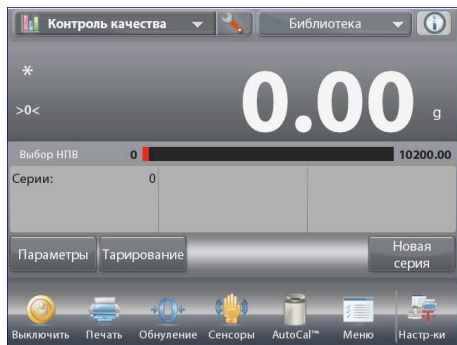 Контроль качества
Библиотека
*
>0<
0.00 g
Выбор НПВ 0 10200.00
Серии: 0
Параметры Тарирование Новая серия
Выключить Печать Обнуление Сенсоры AutoCal™ Меню Настр-ки